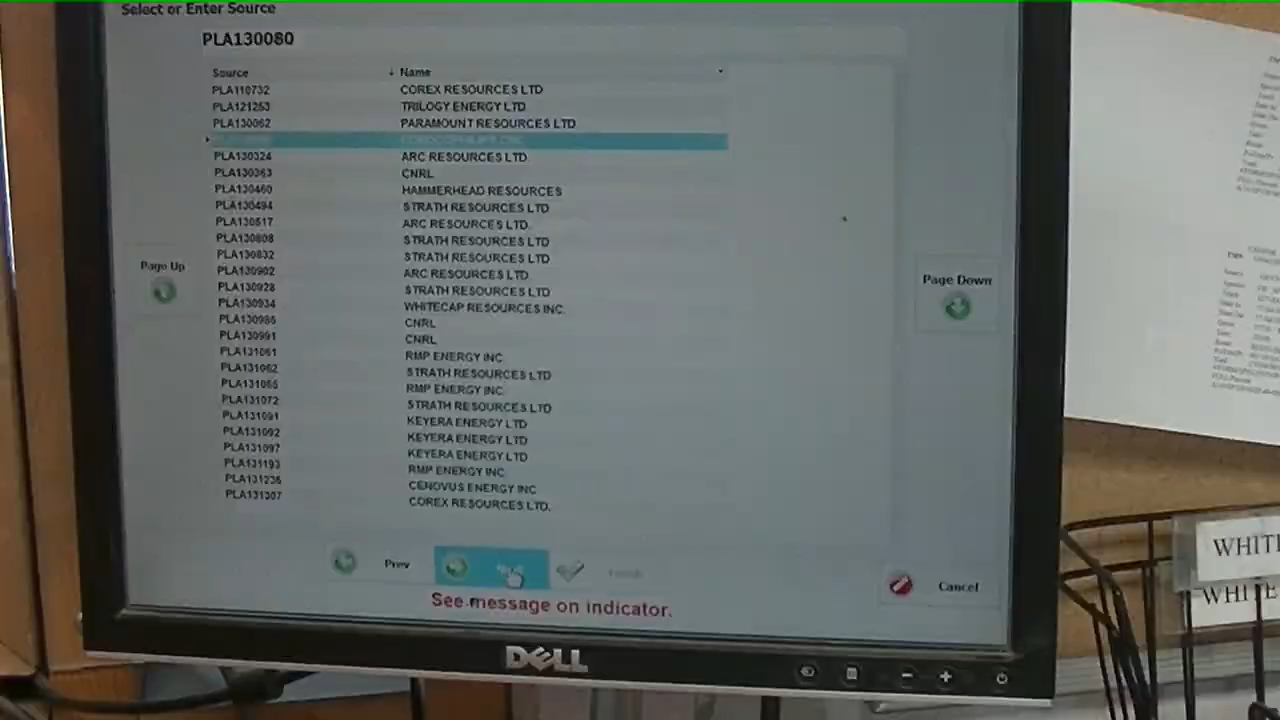 Select or Enter Source
PLA130080
Source Name
PLA110732 COREX RESOURCES LTD
PLA121253 TRILOGY ENERGY LTD
PLA130062 PARAMOUNT RESOURCES LTD
PLA130324 ARC RESOURCES LTD
PLA130363 CNRL
PLA130460 HAMMERHEAD RESOURCES
PLA130494 STRATH RESOURCES LTD
PLA130517 ARC RESOURCES LTD.
PLA130808 STRATH RESOURCES LTD
PLA130832 STRATH RESOURCES LTD
PLA130902 ARC RESOURCES LTD.
PLA130928 STRATH RESOURCES LTD
PLA130934 WHITECAP RESOURCES INC.
PLA130986 CNRL
PLA130991 CNRL
PLA131061 RMP ENERGY INC
PLA131062 STRATH RESOURCES LTD
PLA131066 RMP ENERGY INC.
PLA131072 STRATH RESOURCES LTD
PLA131091 KEYERA ENERGY LTD
PLA131092 KEYERA ENERGY LTD
PLA131097 KEYERA ENERGY LTD
PLA131193 RMP ENERGY INC
PLA131236 CENOVUS ENERGY INC
PLA131307 COREX RESOURCES LTD.
Page Up
Page Down
Prev
Cancel
See message on indicator.
DELL
WHITE